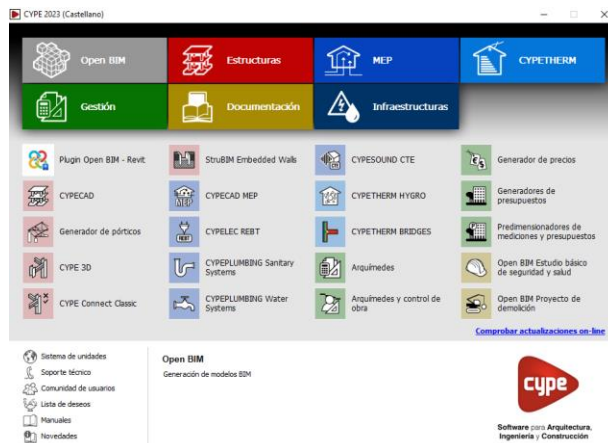 CYPE 2023 (Castellano)
Open BIM
Estructuras
MEP
CYPETHERM
Gestión
Documentación
Infraestructuras
Plugin Open BIM - Revit
StruBIM Embedded Walls
CYPESOUND CTE
Generador de precios
CYPECAD
CYPECAD MEP
CYPETHERM HYGRO
Generadores de
presupuestos
Generador de pórticos
CYPELEC REBT
CYPETHERM BRIDGES
Predimensionadores de
mediciones y presupuestos
CYPE 3D
CYPEPLUMBING Sanitary
Systems
Arquímedes
Open BIM Estudio básico
de seguridad y salud
CYPE Connect Classic
CYPEPLUMBING Water
Systems
Arquímedes y control de
obra
Open BIM Proyecto de
demolición
Comprobar actualizaciones on-line
Sistema de unidades
Soporte técnico
Comunidad de usuarios
Lista de deseos
Manuales
Novedades
Open BIM
Generación de modelos BIM
cype
Software para Arquitectura,
Ingeniería y Construcción